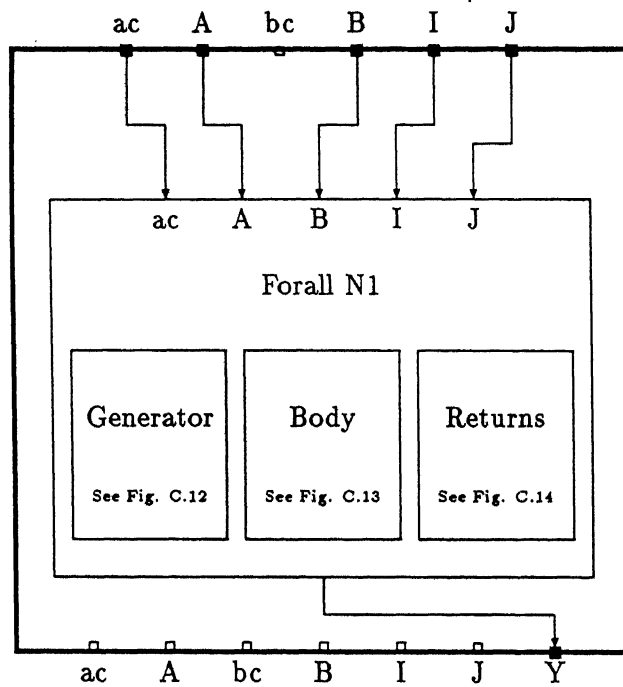 ac A bc B I J
ac A B I J
Forall N1
Generator Body Returns
See Fig. C.12 See Fig. C.13 See Fig. C.14
ac A bc B I J Y